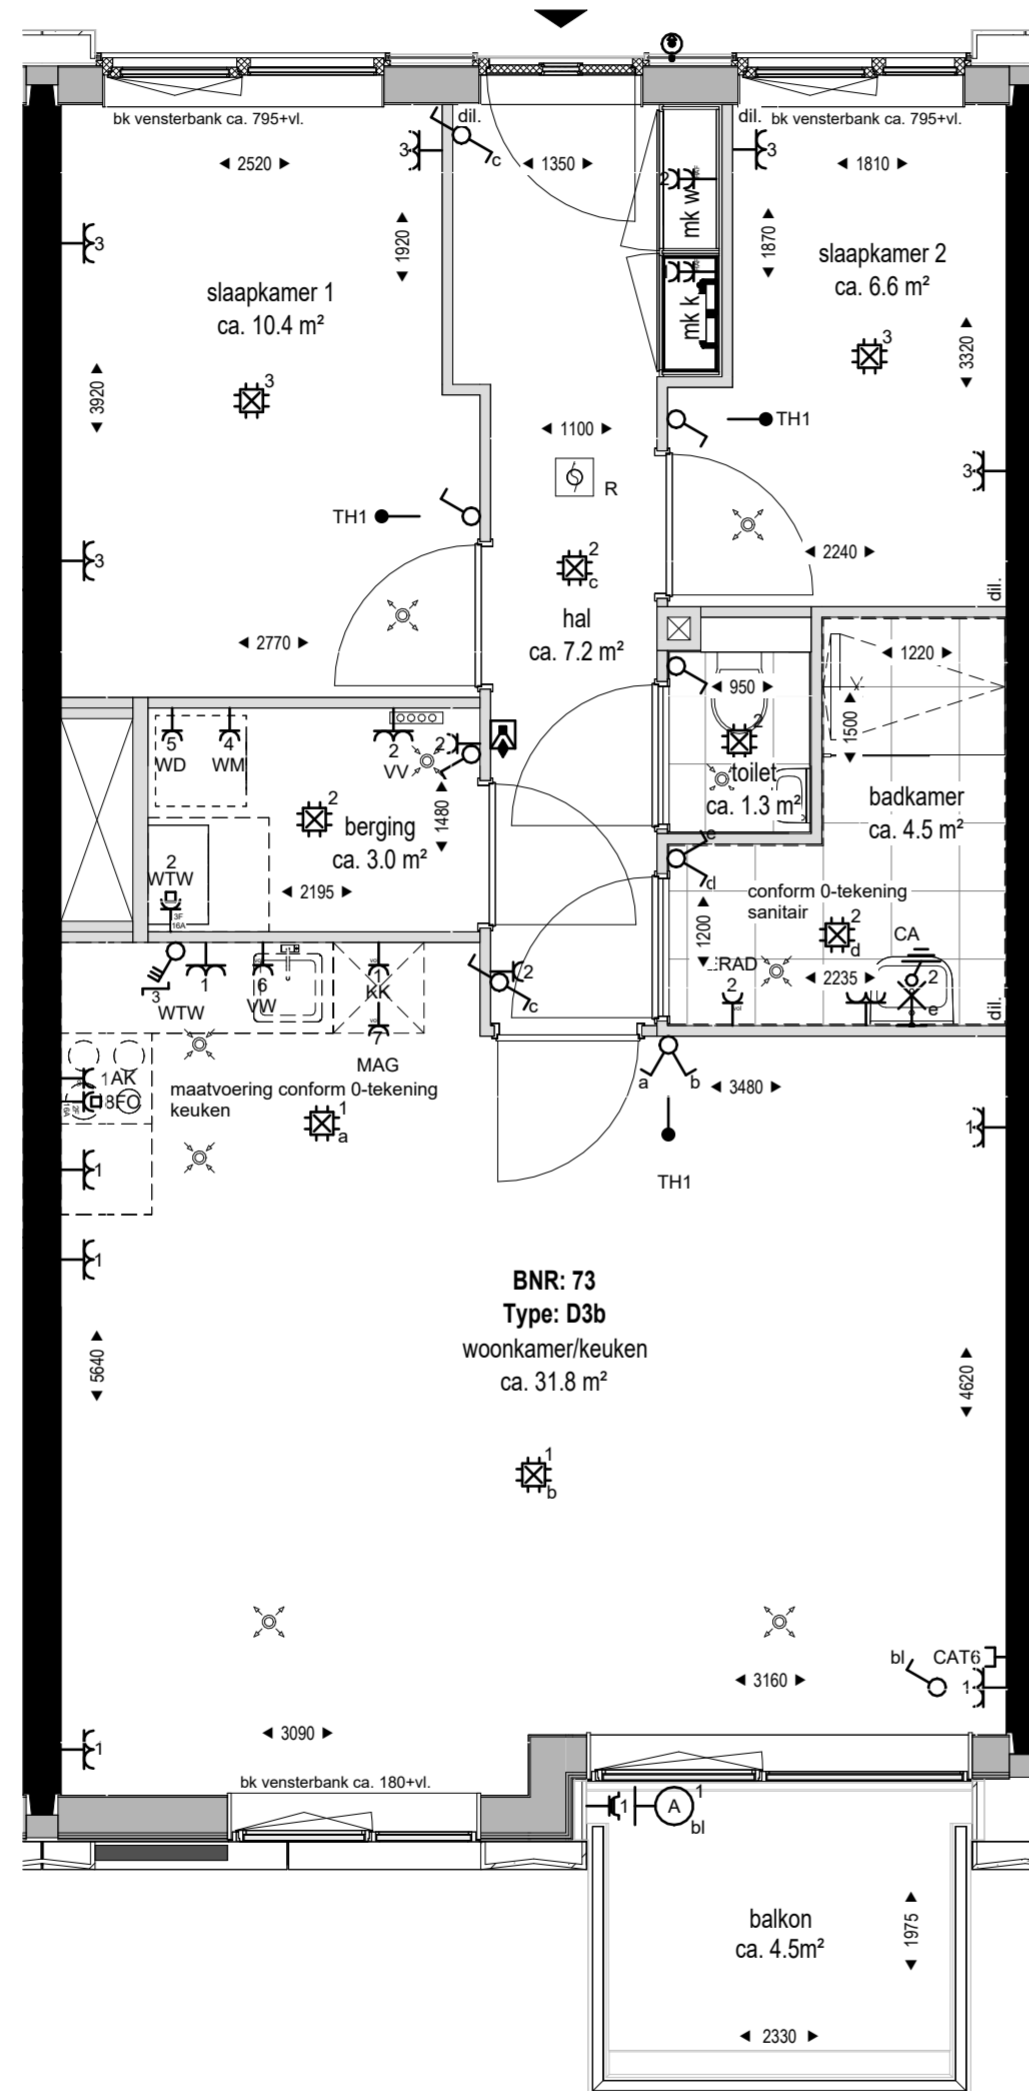 bk vensterbank ca. 795+vl.
dil.
dil.
bk vensterbank ca. 795+vl.
3
2520
c
1350
2
mk w
3
1810
3
1920
1870
slaapkamer 1
ca. 10.4 m²
slaapkamer 2
ca. 6.6 m²
mk k
3
3
3920
3320
1100
TH1
R
3
TH1
2240
3
2
c
hal
ca. 7.2 m²
dil.
2770
1220
950
1500
5
WD
4
WM
2
VV
2
2
toilet
ca. 1.3 m²
badkamer
ca. 4.5 m²
2
berging
ca. 3.0 m²
1480
e
d
2
WTW
3F
16A
2195
conform 0-tekening
sanitair
1200
2
d
CA
RAD
2235
2
2
e
dil.
3
WTW
1
6
VW
1
KK
7
MAG
2
c
a
b
3480
1AK
8FO
maatvoering conform 0-tekening
keuken
1
a
1
1
TH1
1
BNR: 73
Type: D3b
woonkamer/keuken
ca. 31.8 m²
5640
4620
1
b
bl
CAT6
1
3160
3090
1
bk vensterbank ca. 180+vl.
1
A
1
bl
balkon
ca. 4.5m²
1975
2330